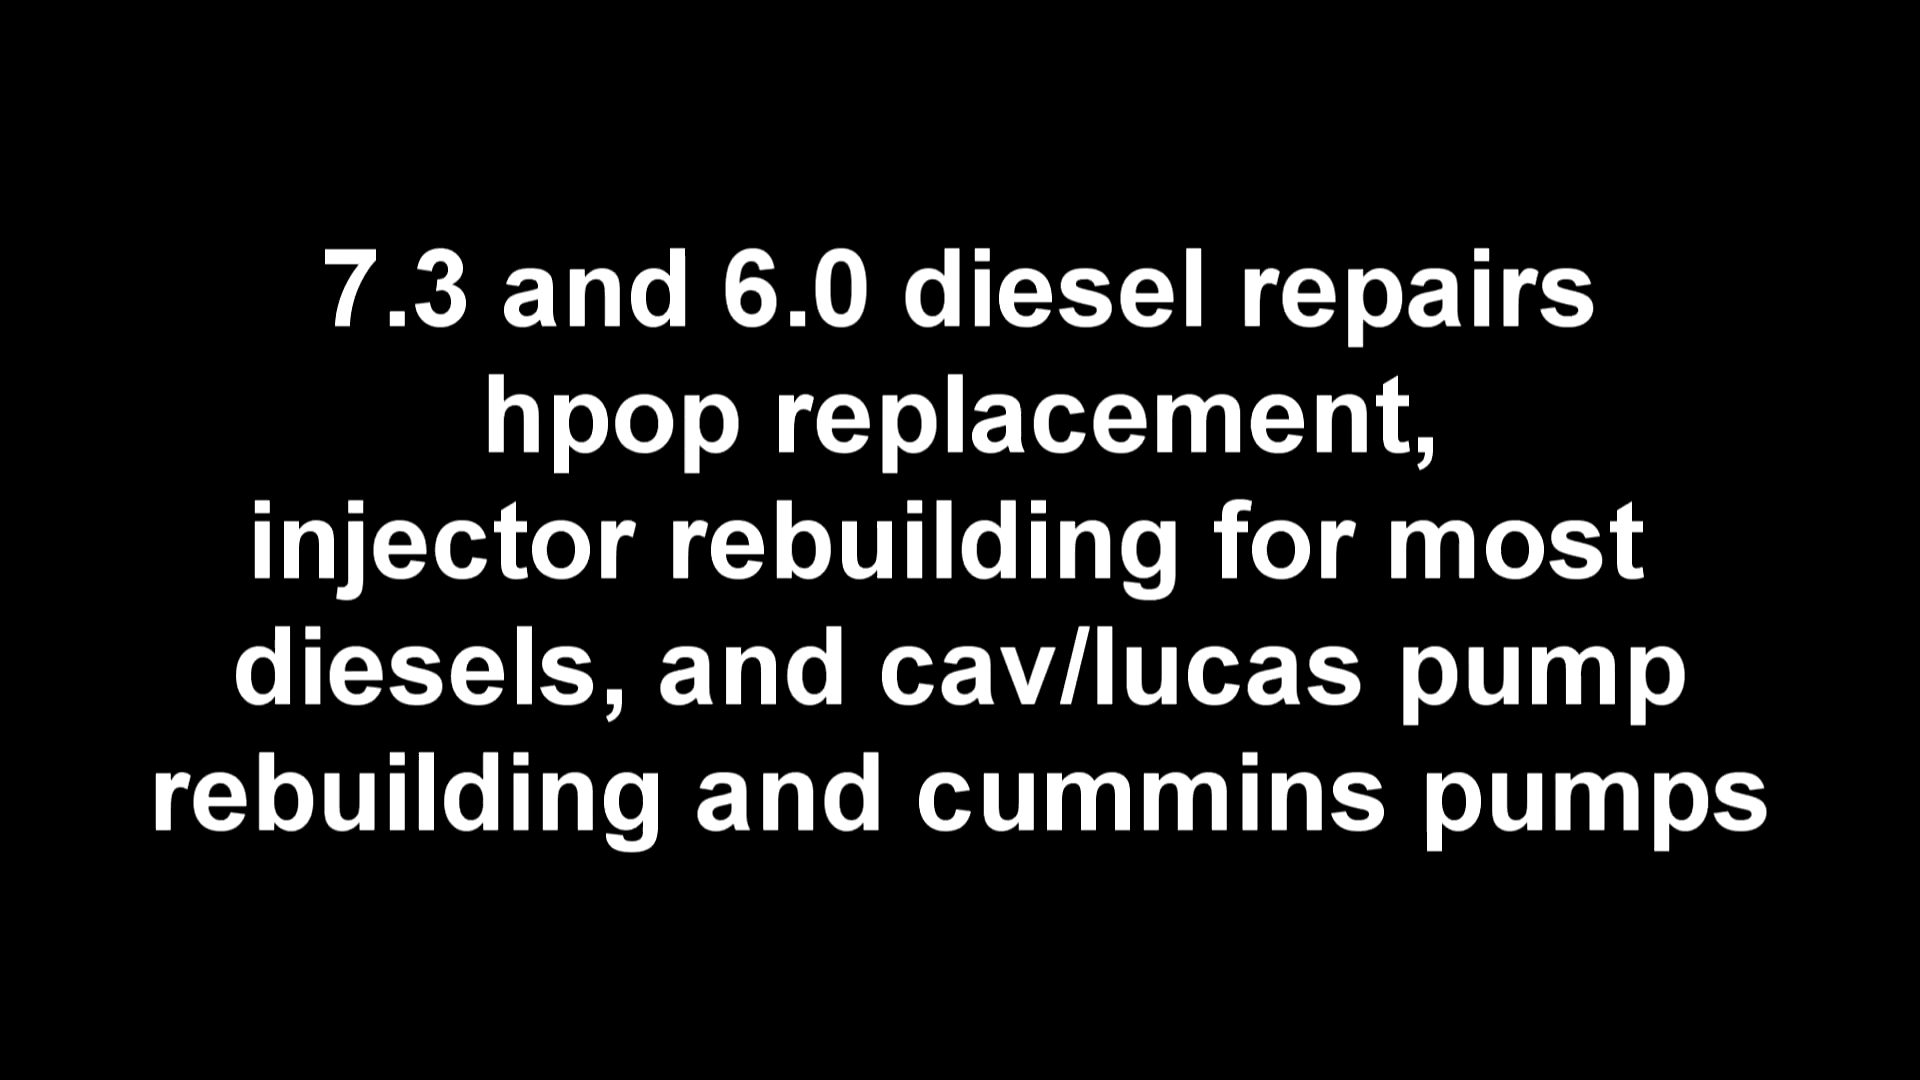 7.3 and 6.0 diesel repairs
hpop replacement,
injector rebuilding for most
diesels, and cav/lucas pump
rebuilding and cummins pumps